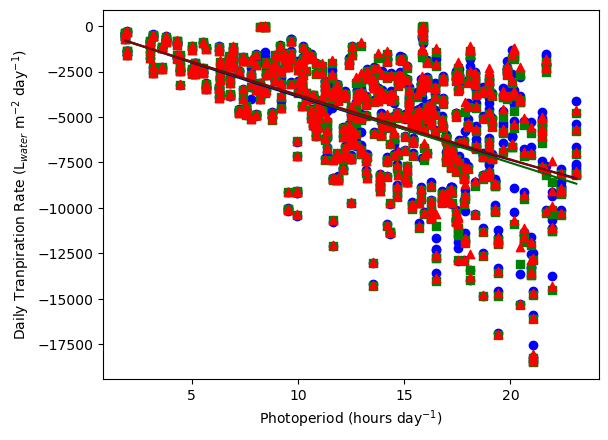 0
−2500
−5000
−7500
−10000
−12500
−15000
−17500
Daily Tranpiration Rate (L$_{water}$ m$^{−2}$ day$^{−1}$)
5 10 15 20
Photoperiod (hours day$^{−1}$)